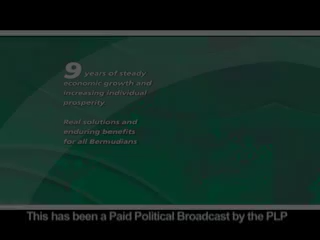 9 years of steady
economic growth and
increasing individual
prosperity
Real solutions and
enduring benefits
for all Bermudians
This has been a Paid Political Broadcast by the PLP